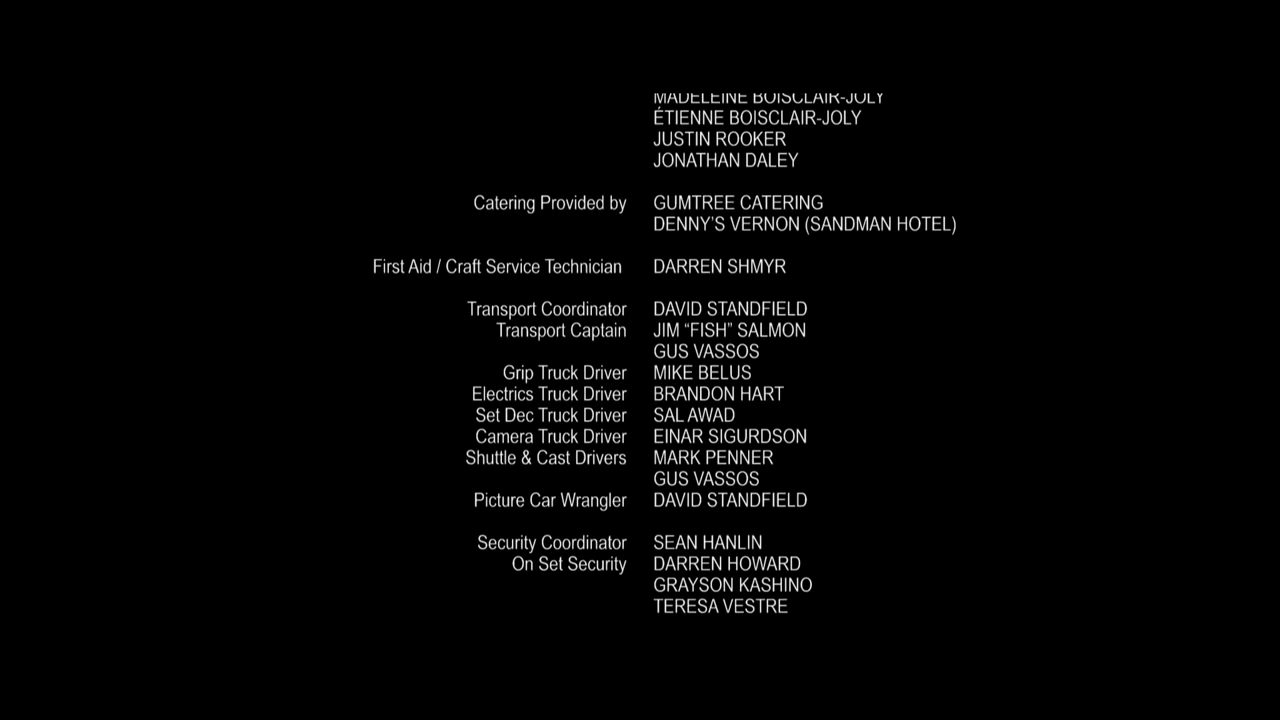 MADELEINE BOISCLAIR-JOLY
ÉTIENNE BOISCLAIR-JOLY
JUSTIN ROOKER
JONATHAN DALEY
Catering Provided by GUMTREE CATERING
DENNY'S VERNON (SANDMAN HOTEL)
First Aid / Craft Service Technician DARREN SHMYR
Transport Coordinator DAVID STANDFIELD
Transport Captain JIM “FISH” SALMON
GUS VASSOS
Grip Truck Driver MIKE BELUS
Electrics Truck Driver BRANDON HART
Set Dec Truck Driver SAL AWAD
Camera Truck Driver EINAR SIGURDSON
Shuttle & Cast Drivers MARK PENNER
GUS VASSOS
Picture Car Wrangler DAVID STANDFIELD
Security Coordinator SEAN HANLIN
On Set Security DARREN HOWARD
GRAYSON KASHINO
TERESA VESTRE